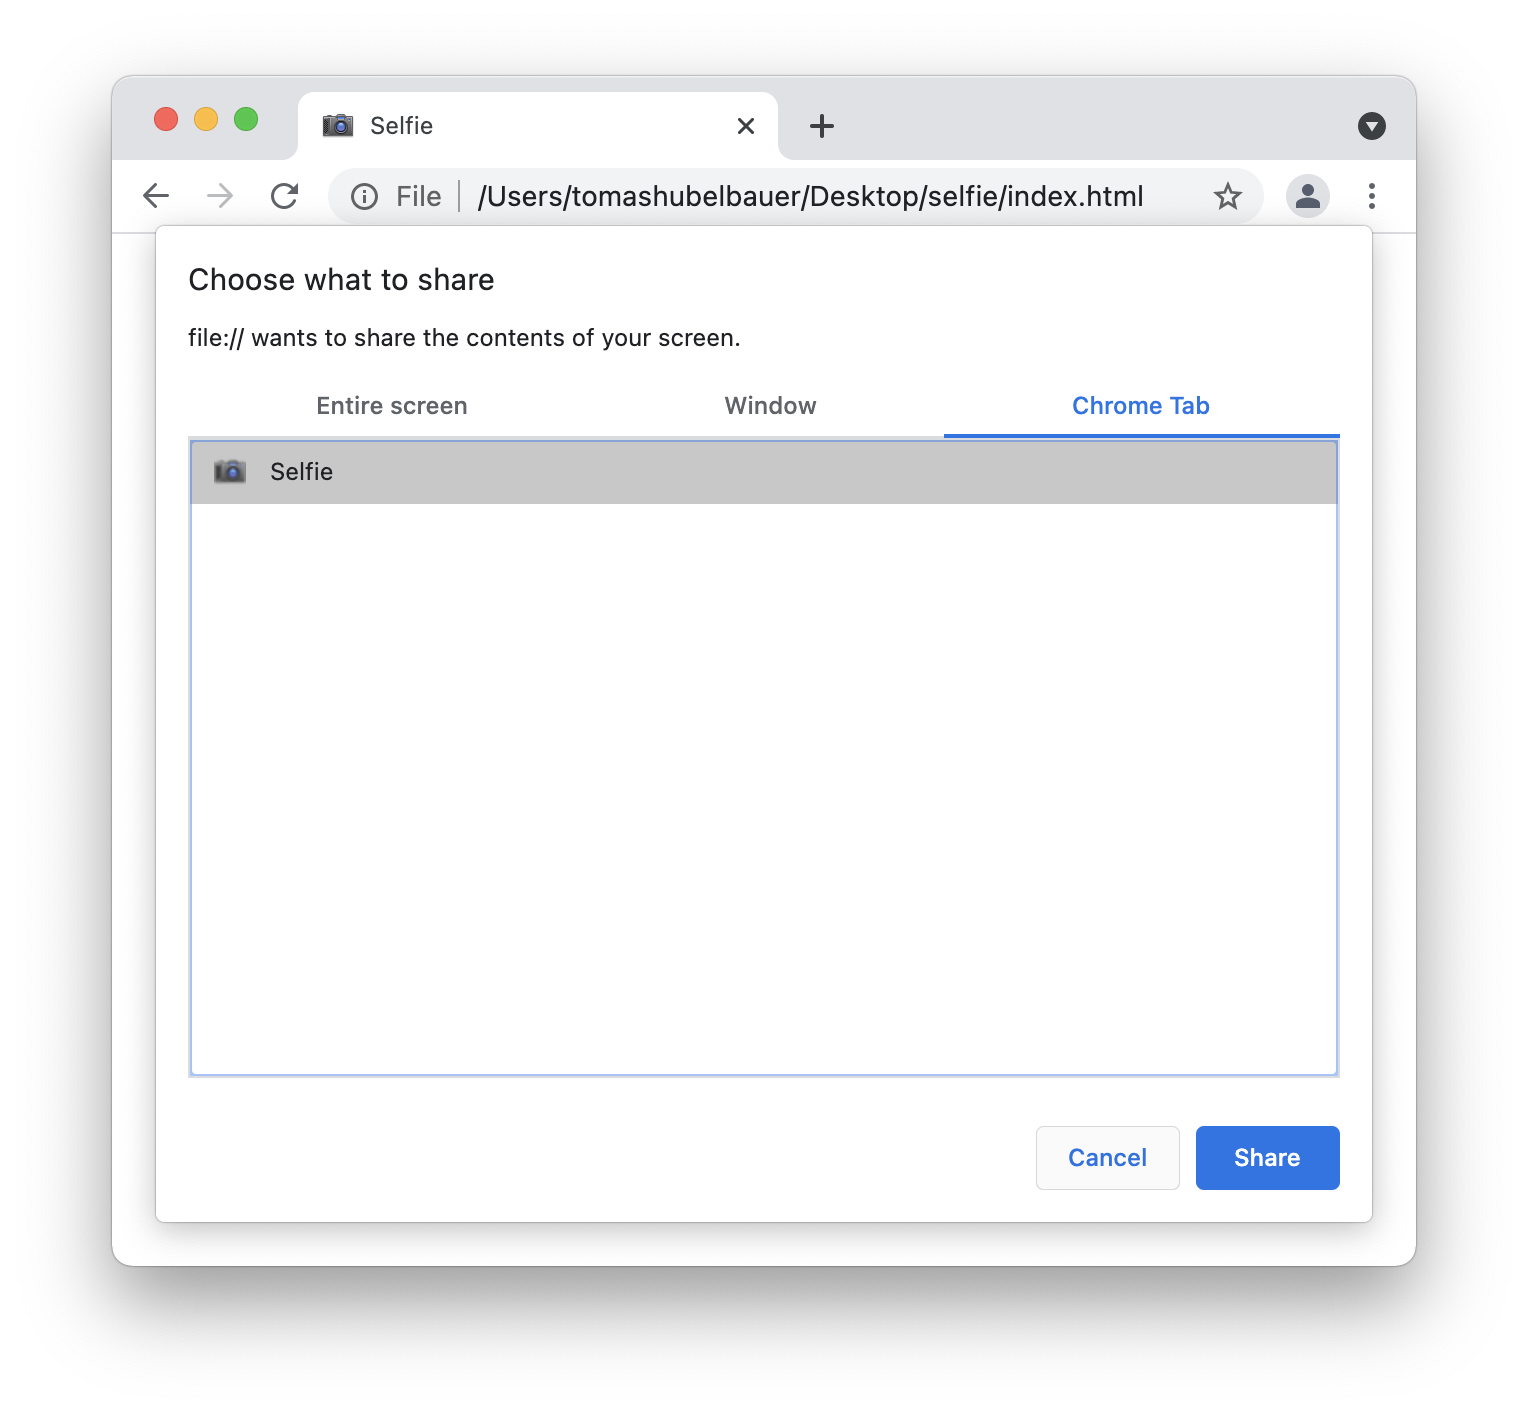 Selfie
File /Users/tomashubelbauer/Desktop/selfie/index.html
Choose what to share
file:// wants to share the contents of your screen.
Entire screen Window Chrome Tab
Selfie
Cancel Share